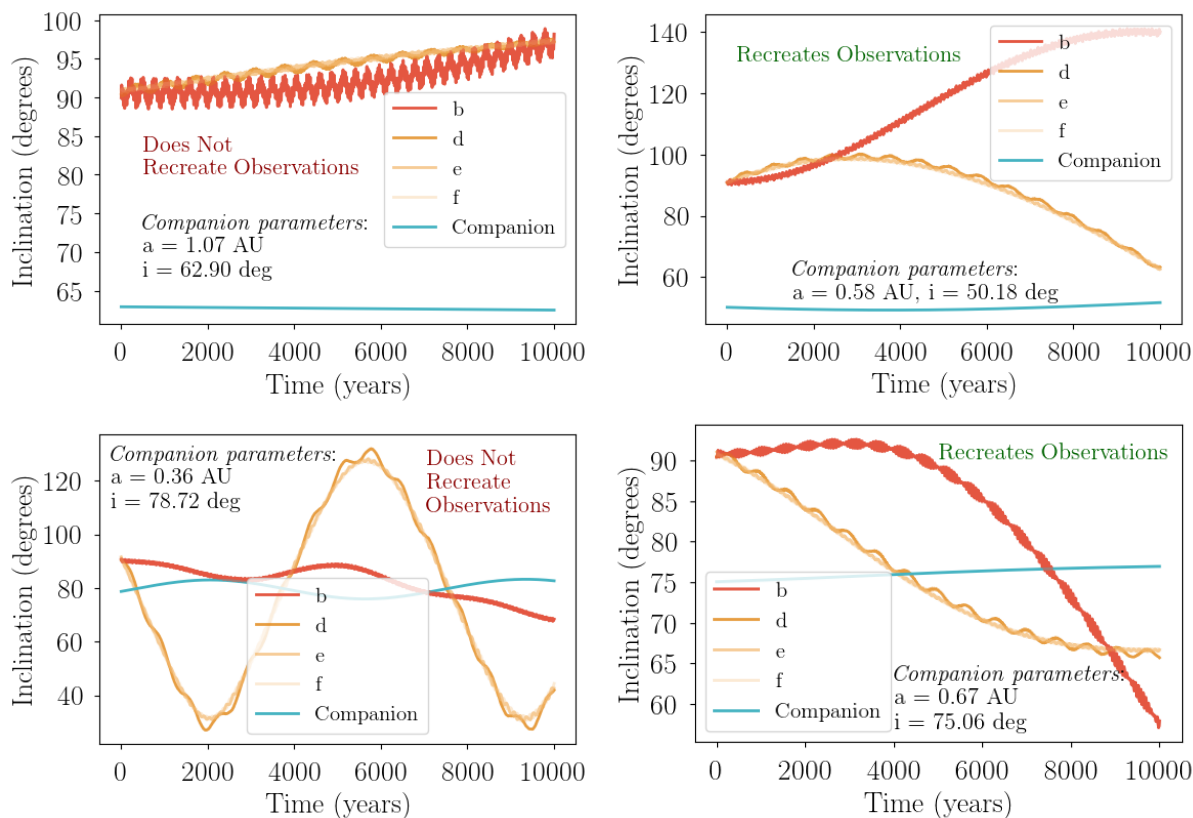 100
95
90
85
80
75
70
65
Inclination (degrees)
Does Not
Recreate Observations
Companion parameters:
a = 1.07 AU
i = 62.90 deg
b
d
e
f
Companion
0 2000 4000 6000 8000 10000
Time (years)
140
120
100
80
60
Inclination (degrees)
Recreates Observations
b
d
e
f
Companion
Companion parameters:
a = 0.58 AU, i = 50.18 deg
0 2000 4000 6000 8000 10000
Time (years)
120
100
80
60
40
Inclination (degrees)
Companion parameters:
a = 0.36 AU
i = 78.72 deg
Does Not
Recreate
Observations
b
d
e
f
Companion
0 2000 4000 6000 8000 10000
Time (years)
90
85
80
75
70
65
60
Inclination (degrees)
Recreates Observations
b
d
e
f
Companion
Companion parameters:
a = 0.67 AU
i = 75.06 deg
0 2000 4000 6000 8000 10000
Time (years)